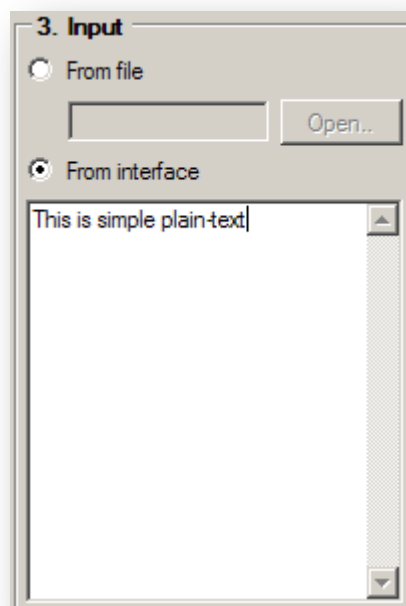 3. Input
From file
Open..
From interface
This is simple plain-text